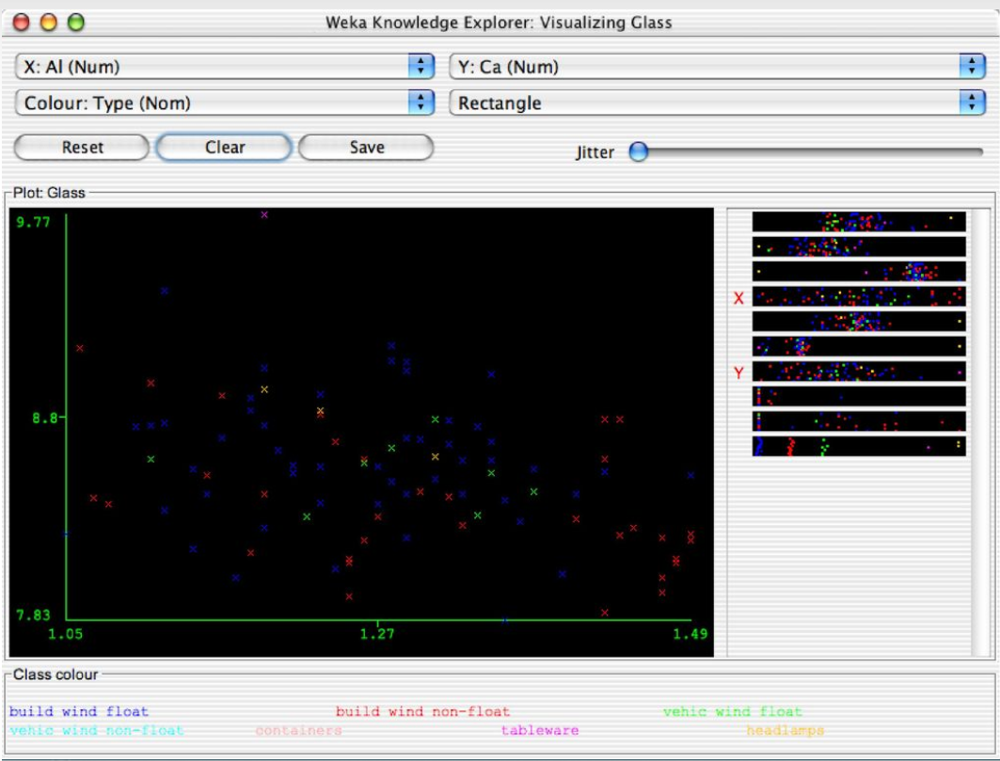 Weka Knowledge Explorer: Visualizing Glass
X: Al (Num) Y: Ca (Num)
Colour: Type (Nom) Rectangle
Reset Clear Save Jitter
Plot: Glass
9.77
X
Y
8.8
7.83
1.05 1.27 1.49
Class colour
build wind float build wind non-float vehic wind float
vehic wind non-float containers tableware headlamps